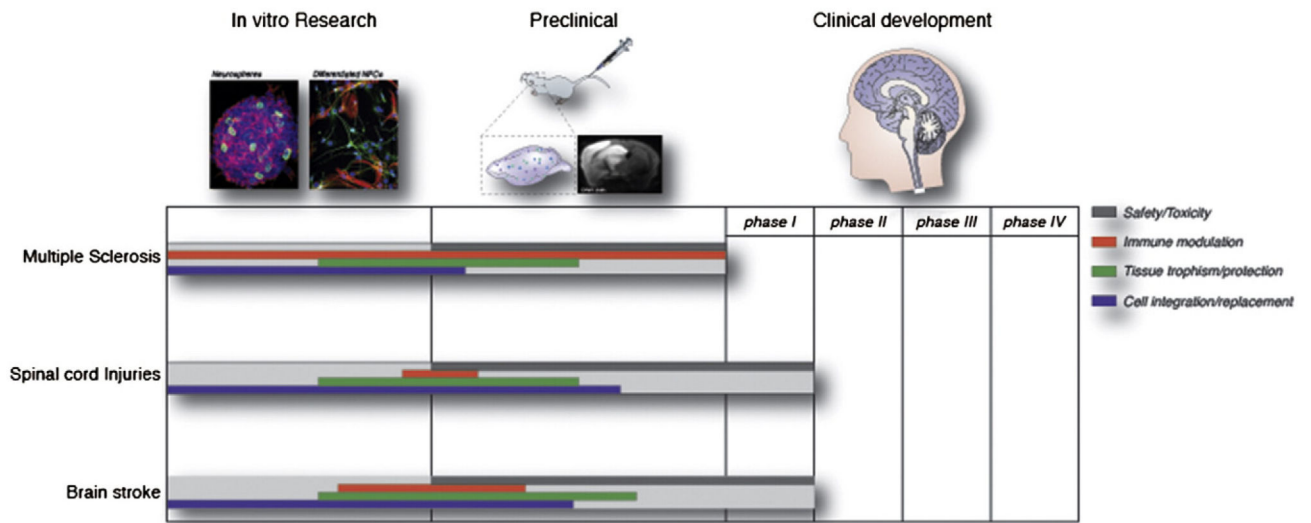 In vitro Research
Preclinical
Clinical development
Neurospheres
Differentiated NPCs
phase I
phase II
phase III
phase IV
Safety/Toxicity
Immune modulation
Tissue trophism/protection
Cell integration/replacement
Multiple Sclerosis
Spinal cord Injuries
Brain stroke